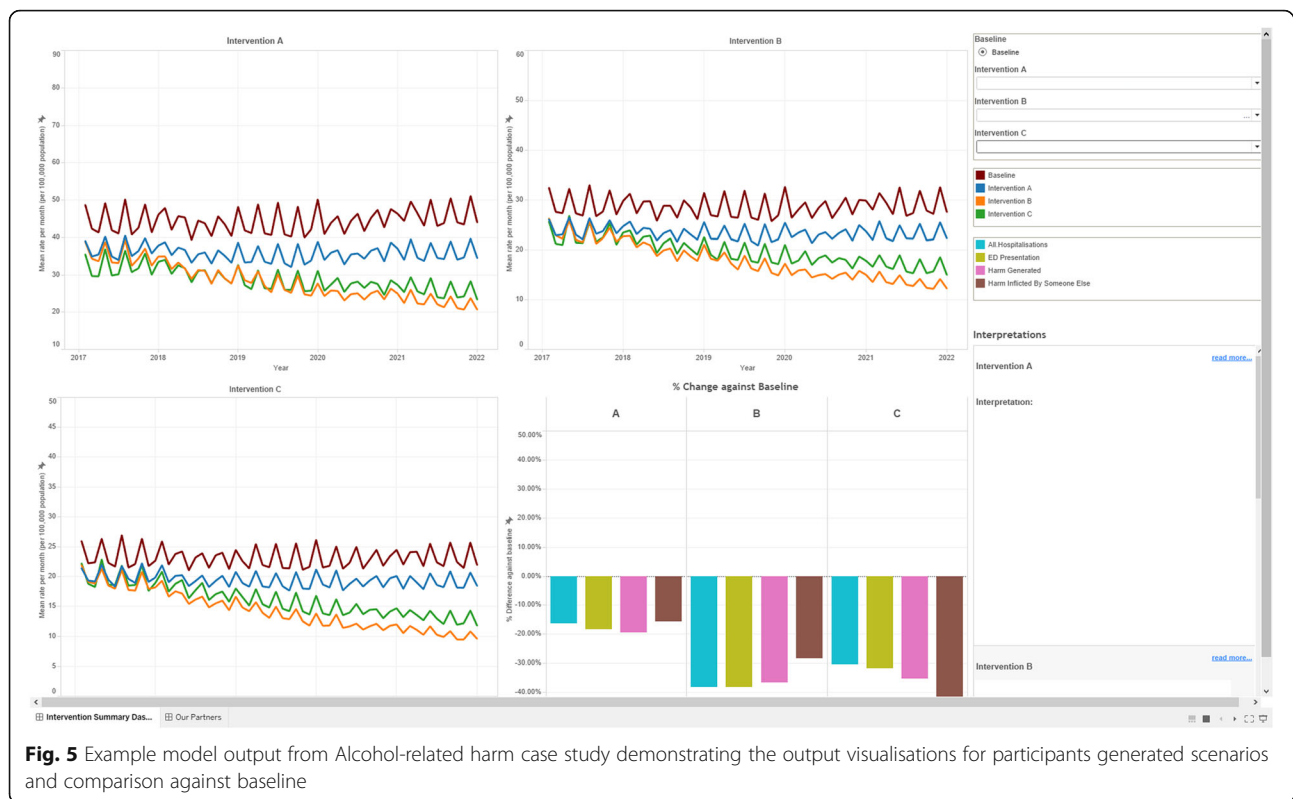 Intervention A
Mean rate per month (per 100,000 population)
90
80
70
60
50
40
30
20
10
2017
2018
2019
2020
2021
2022
Year
Intervention B
Mean rate per month (per 100,000 population)
60
50
40
30
20
10
0
2017
2018
2019
2020
2021
2022
Year
Baseline
Baseline
Intervention A
Intervention B
...
Intervention C
Baseline
Intervention A
Intervention B
Intervention C
All Hospitalisations
ED Presentation
Harm Generated
Harm Inflicted By Someone Else
Intervention C
Mean rate per month (per 100,000 population)
50
45
40
35
30
25
20
15
10
5
0
% Change against Baseline
A
B
C
% Difference against baseline
50.00%
40.00%
30.00%
20.00%
10.00%
0.00%
-10.00%
-20.00%
-30.00%
-40.00%
Interpretations
read more...
Intervention A
Interpretation:
read more...
Intervention B
Intervention Summary Das...
Our Partners
Fig. 5 Example model output from Alcohol-related harm case study demonstrating the output visualisations for participants generated scenarios
and comparison against baseline